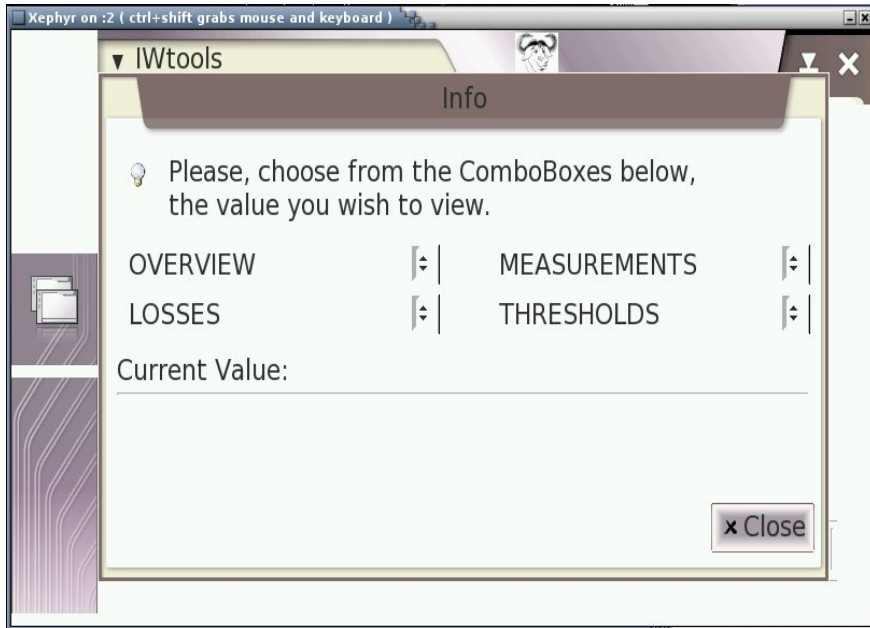 Xephyr on :2 ( ctrl+shift grabs mouse and keyboard )
IWtools
Info
Please, choose from the ComboBoxes below,
the value you wish to view.
OVERVIEW MEASUREMENTS
LOSSES THRESHOLDS
Current Value:
Close